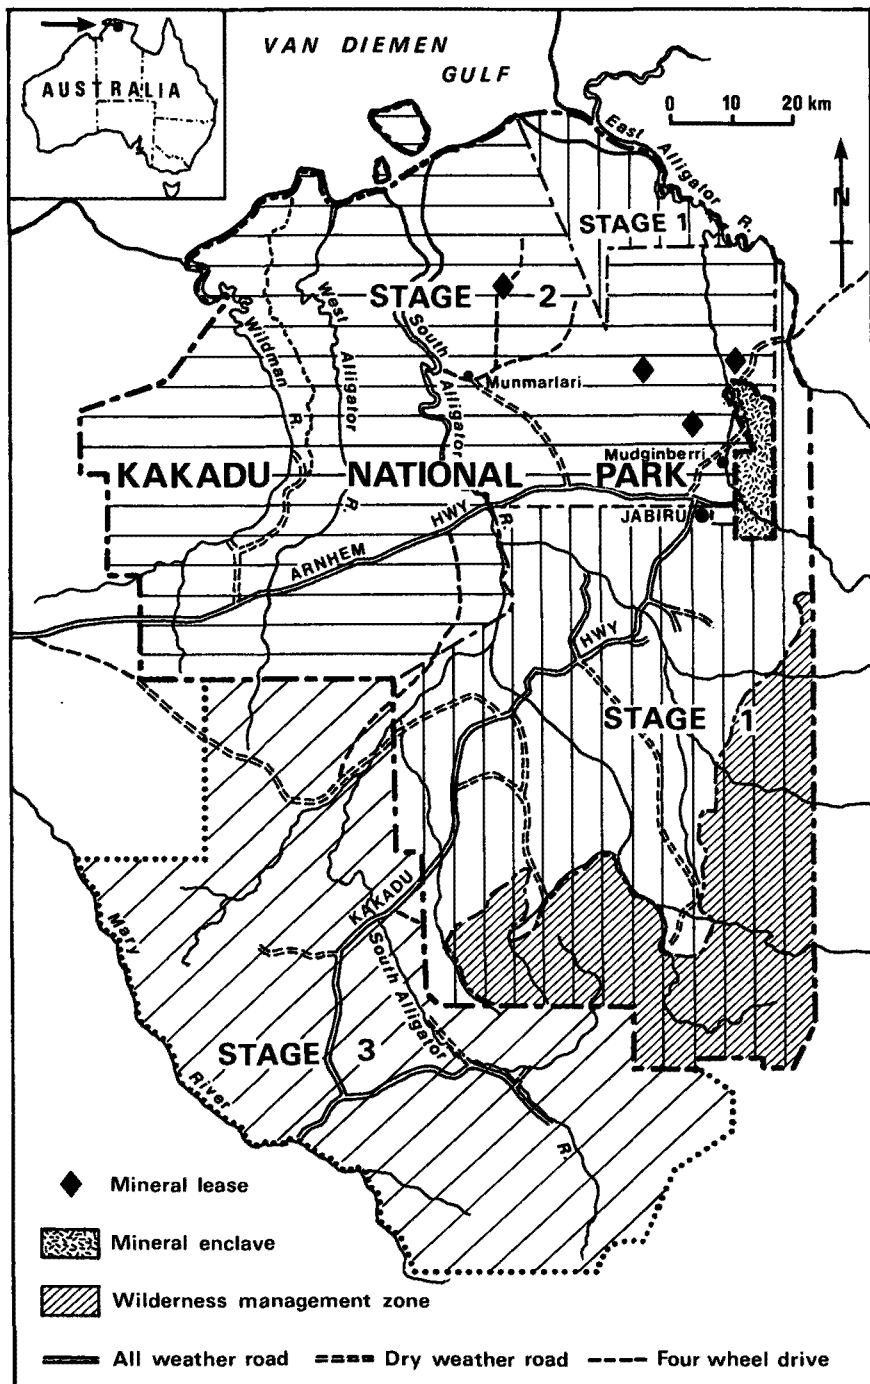 AUSTRALIA
VAN DIEMEN
GULF
0 10 20 km
N
East Alligator R.
STAGE 1
STAGE 2
Wildman R.
West Alligator R.
South Alligator R.
Munmarlari
Mudginberri
KAKADU NATIONAL PARK
JABIRU
ARNHEM HWY
KAKADU HWY
STAGE 1
Mary River
South Alligator R.
STAGE 3
Mineral lease
Mineral enclave
Wilderness management zone
All weather road Dry weather road Four wheel drive